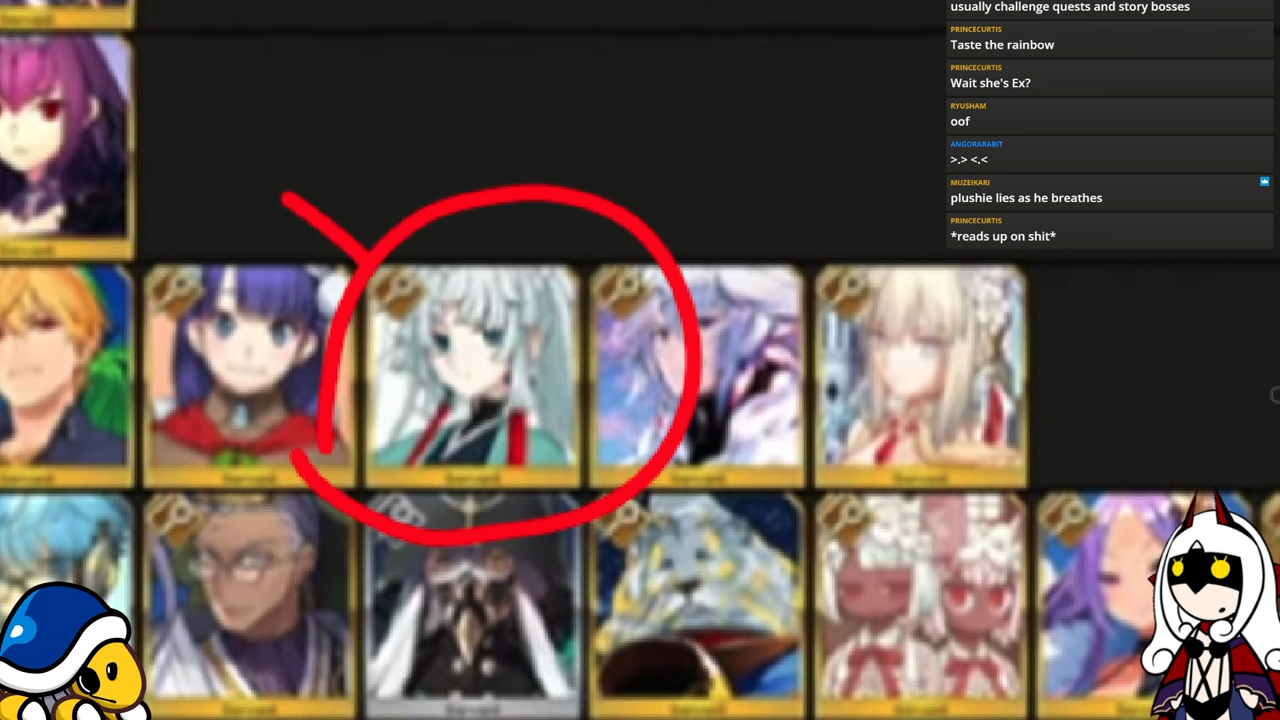 usually challenge quests and story bosses
PRINCECURTIS
Taste the rainbow
PRINCECURTIS
Wait she's Ex?
RYUSHAM
oof
ANGORARABIT
>.> <.<
MUZEIKARI
plushie lies as he breathes
PRINCECURTIS
*reads up on shit*